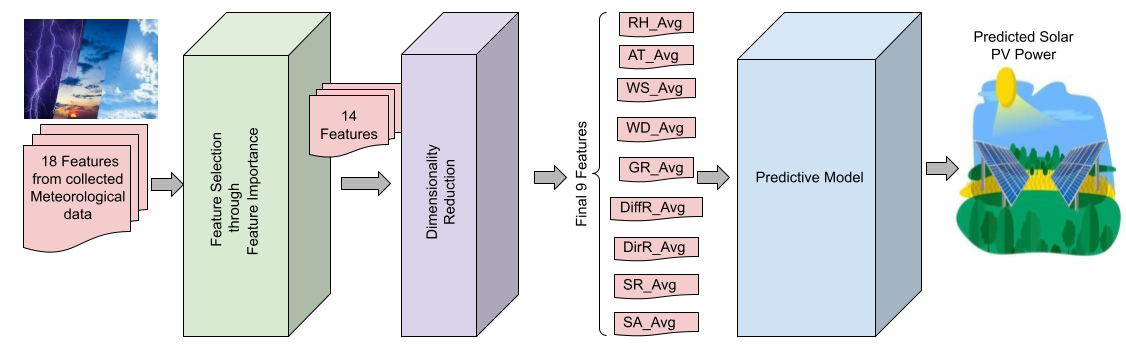 18 Features
from collected
Meteorological
data
Feature Selection
through
Feature Importance
14
Features
Dimensionality
Reduction
Final 9 Features
RH_Avg
AT_Avg
WS_Avg
WD_Avg
GR_Avg
DiffR_Avg
DirR_Avg
SR_Avg
SA_Avg
Predictive Model
Predicted Solar
PV Power